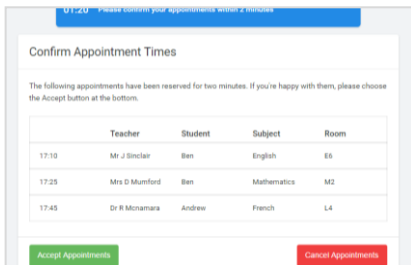 01:20 Please confirm your appointments within 2 minutes
Confirm Appointment Times
The following appointments have been reserved for two minutes. If you're happy with them, please choose
the Accept button at the bottom.
Teacher Student Subject Room
17:10 Mr J Sinclair Ben English E6
17:25 Mrs D Mumford Ben Mathematics M2
17:45 Dr R Mcnamara Andrew French L4
Accept Appointments Cancel Appointments